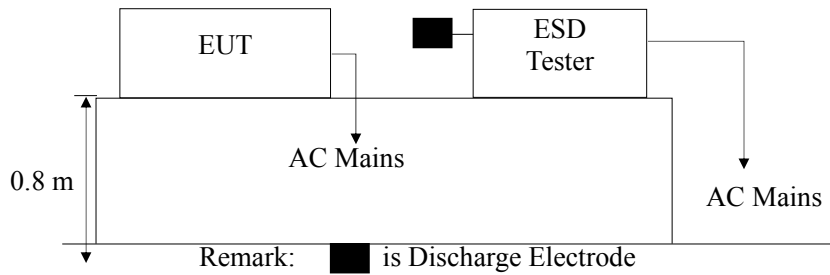 EUT
ESD
Tester
AC Mains
0.8 m
AC Mains
Remark: is Discharge Electrode